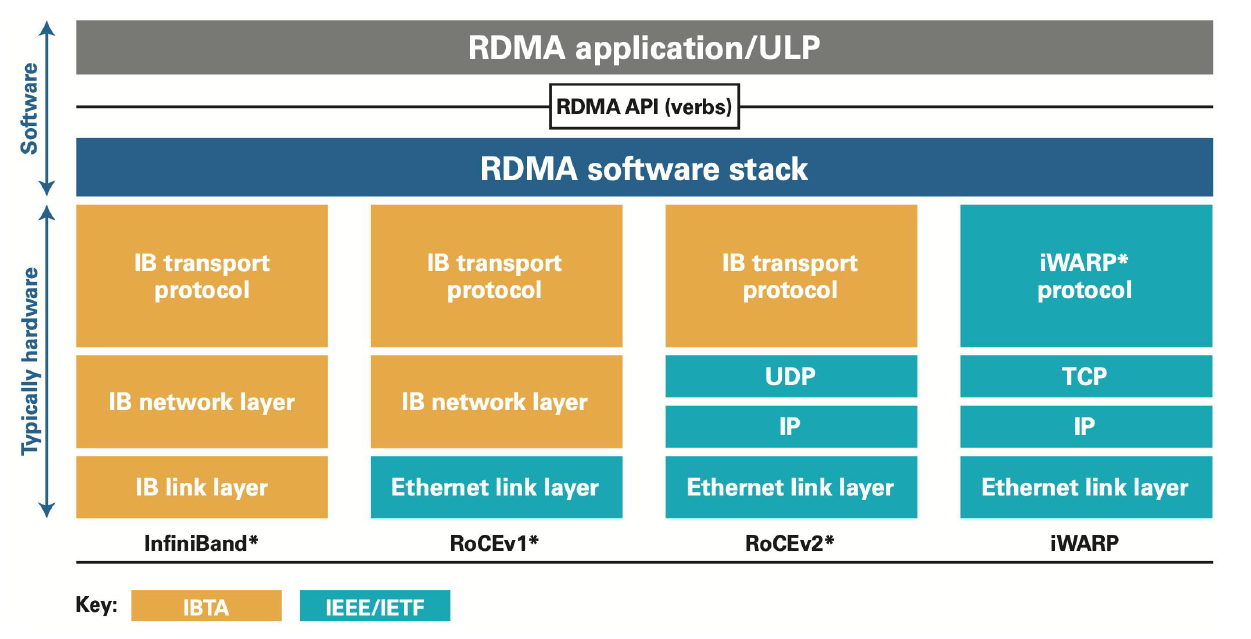 RDMA application/ULP
RDMA API (verbs)
RDMA software stack
Software
Typically hardware
IB transport
protocol
IB transport
protocol
IB transport
protocol
iWARP*
protocol
IB network layer
IB network layer
UDP
TCP
IP
IP
IB link layer
Ethernet link layer
Ethernet link layer
Ethernet link layer
InfiniBand*
RoCEv1*
RoCEv2*
iWARP
Key:
IBTA
IEEE/IETF